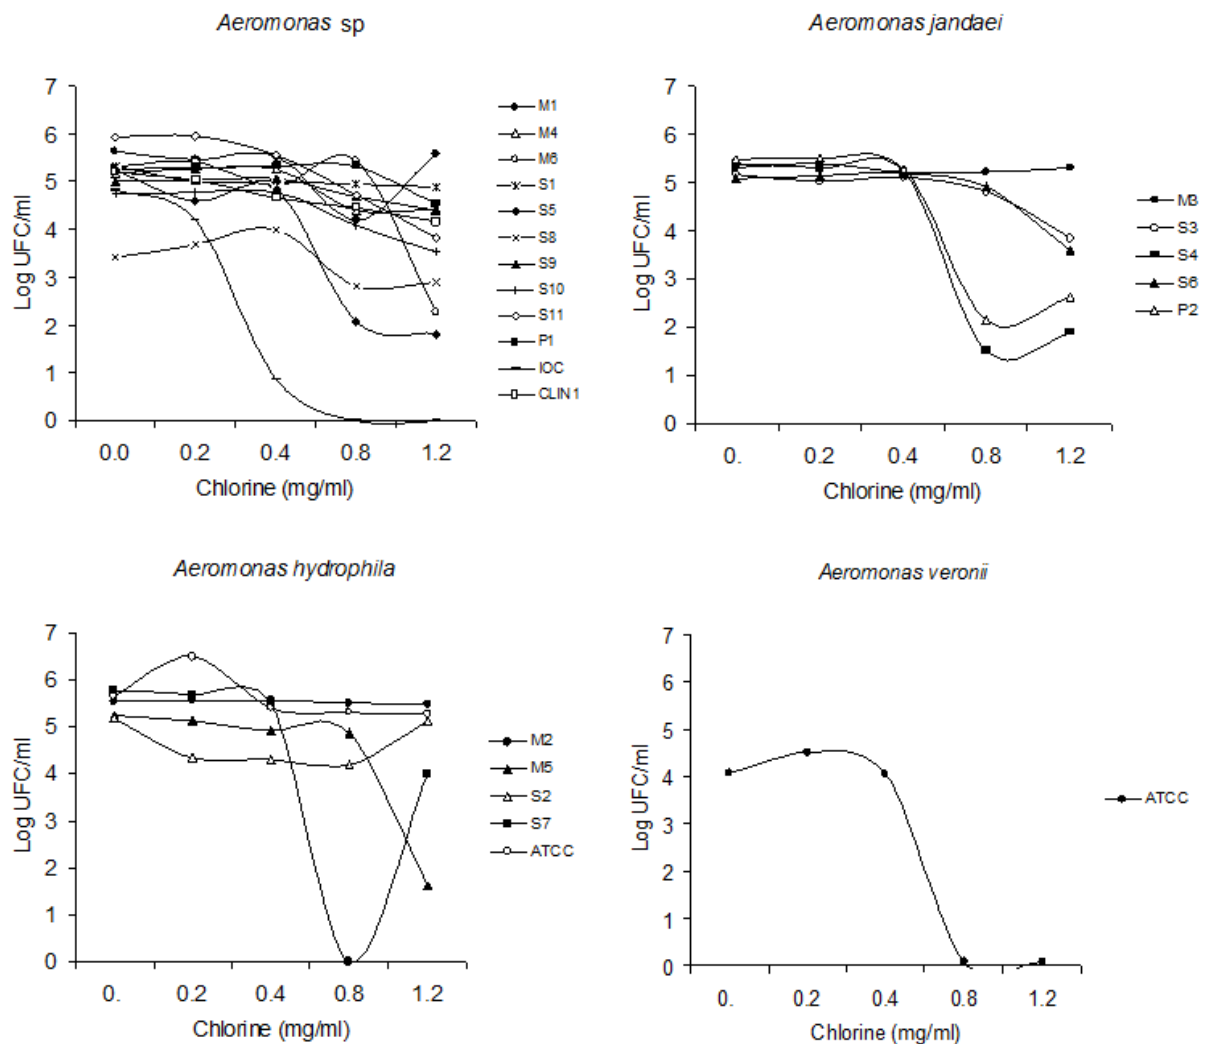 Aeromonas sp
7
6
5
4
3
2
1
0
Log UFC/ml
0.0 0.2 0.4 0.8 1.2
Chlorine (mg/ml)
M1
M4
M6
S1
S5
S8
S9
S10
S11
P1
IOC
CLIN1
Aeromonas jandaei
7
6
5
4
3
2
1
0
Log UFC/ml
0. 0.2 0.4 0.8 1.2
Chlorine (mg/ml)
M3
S3
S4
S6
P2
Aeromonas hydrophila
7
6
5
4
3
2
1
0
Log UFC/ml
0. 0.2 0.4 0.8 1.2
Chlorine (mg/ml)
M2
M5
S2
S7
ATCC
Aeromonas veronii
7
6
5
4
3
2
1
0
Log UFC/ml
0. 0.2 0.4 0.8 1.2
Chlorine (mg/ml)
ATCC